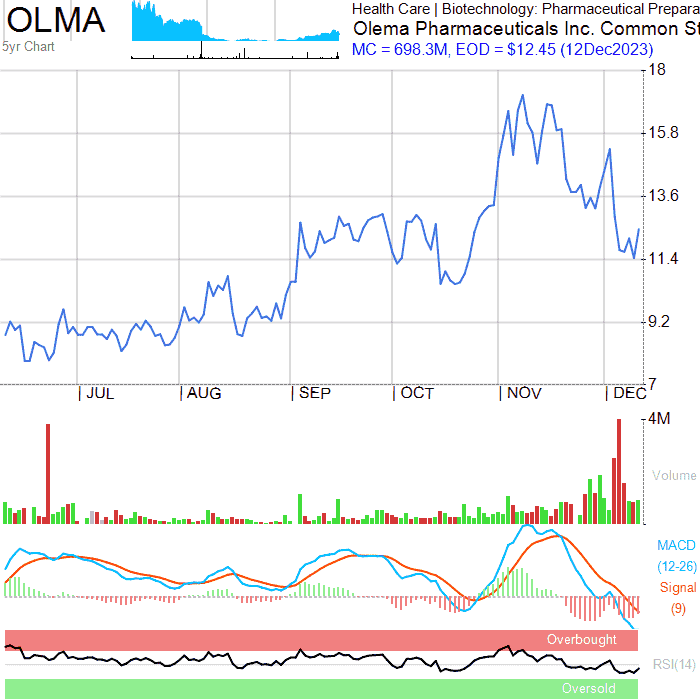 OLMA
5yr Chart
Health Care | Biotechnology: Pharmaceutical Prepara
Olema Pharmaceuticals Inc. Common St
MC = 698.3M, EOD = $12.45 (12Dec2023)
18
15.8
13.6
11.4
9.2
7
JUL AUG SEP OCT NOV DEC
4M
Volume
MACD
(12-26)
Signal
(9)
Overbought
RSI(14)
Oversold